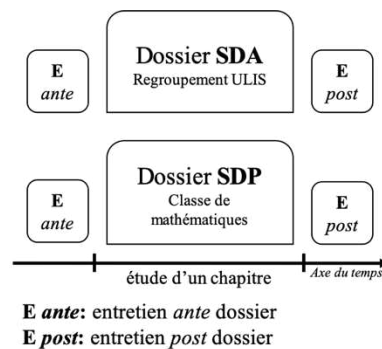 Dossier SDA
Regroupement ULIS
E
ante
E
post
Dossier SDP
Classe de
mathématiques
E
ante
E
post
étude d'un chapitre
Axe du temps
E ante: entretien ante dossier
E post: entretien post dossier